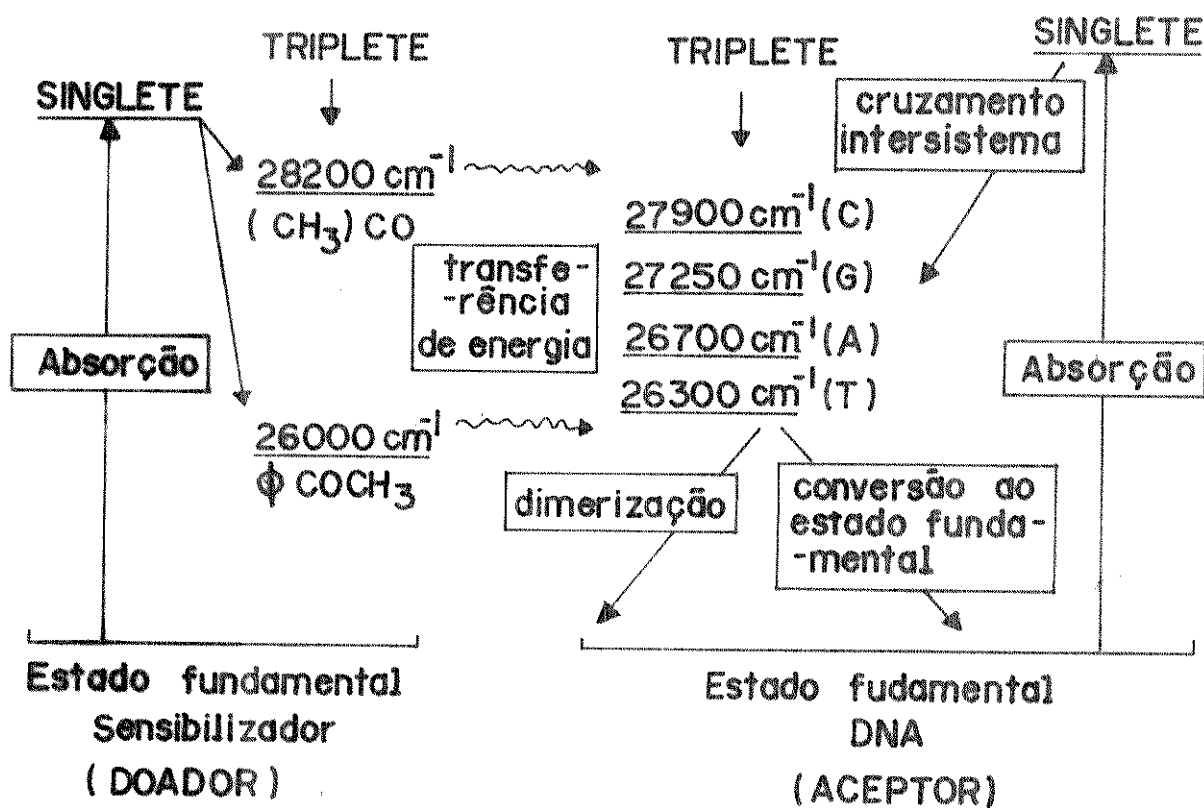 TRIPLETE
TRIPLETE
SINGLETE
SINGLETE
cruzamento
intersistema
28200 cm⁻¹
(CH₃)CO
27900 cm⁻¹(C)
transfe-
-rência
de energia
27250 cm⁻¹(G)
26700 cm⁻¹(A)
26300 cm⁻¹(T)
Absorção
Absorção
26000 cm⁻¹
ϕ COCH₃
dimerização
conversão ao
estado funda-
-mental
Estado fundamental
Sensibilizador
(DOADOR)
Estado fudamental
DNA
(ACEPTOR)